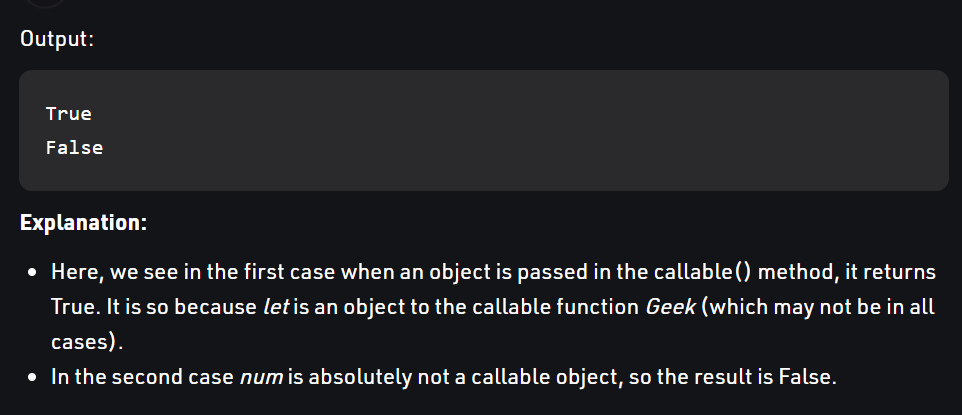 Output:
True
False
Explanation:
• Here, we see in the first case when an object is passed in the callable() method, it returns
True. It is so because let is an object to the callable function Geek (which may not be in all
cases).
• In the second case num is absolutely not a callable object, so the result is False.